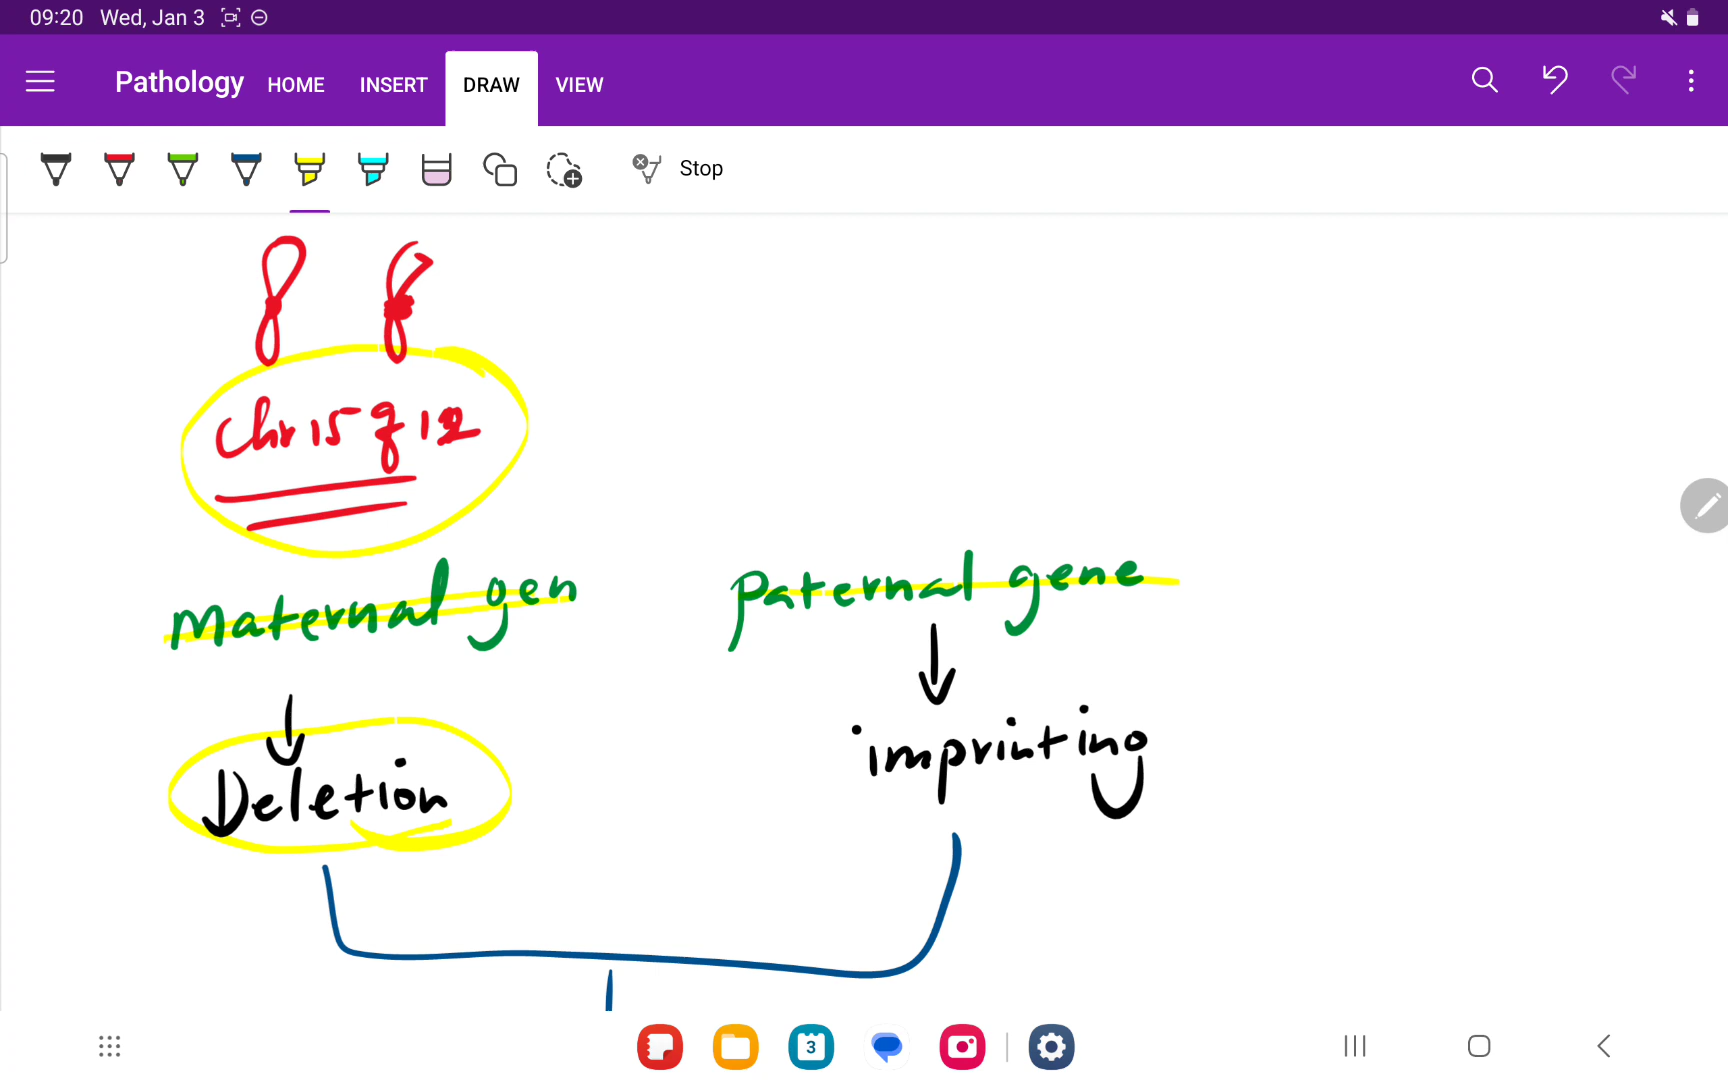 09:20 Wed, Jan 3
Pathology HOME INSERT DRAW VIEW
Stop
chr 15 q 12
Maternal gen
Paternal gene
Deletion
imprinting
3